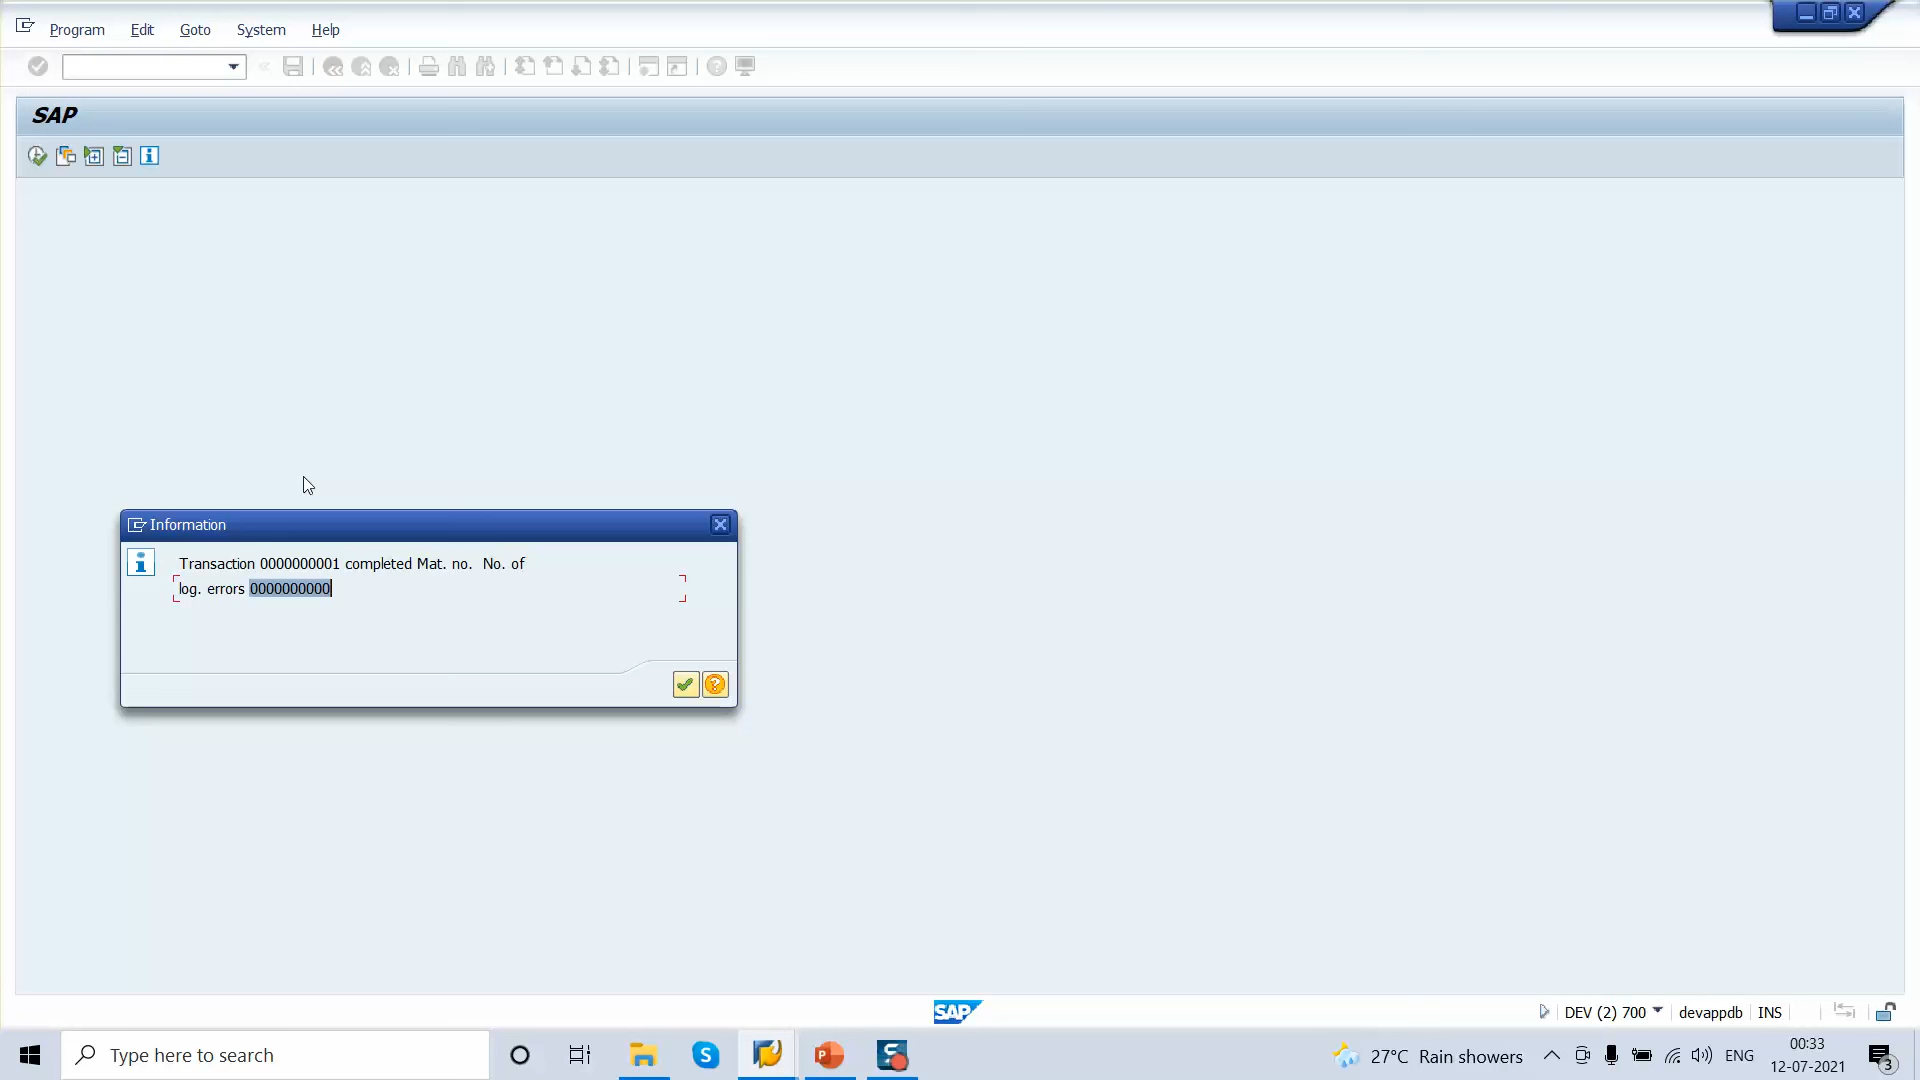 Program Edit Goto System Help
SAP
Information
Transaction 0000000001 completed Mat. no. No. of
log. errors 0000000000
SAP
DEV (2) 700 devappdb INS
Type here to search
27°C Rain showers
ENG
00:33
12-07-2021
3